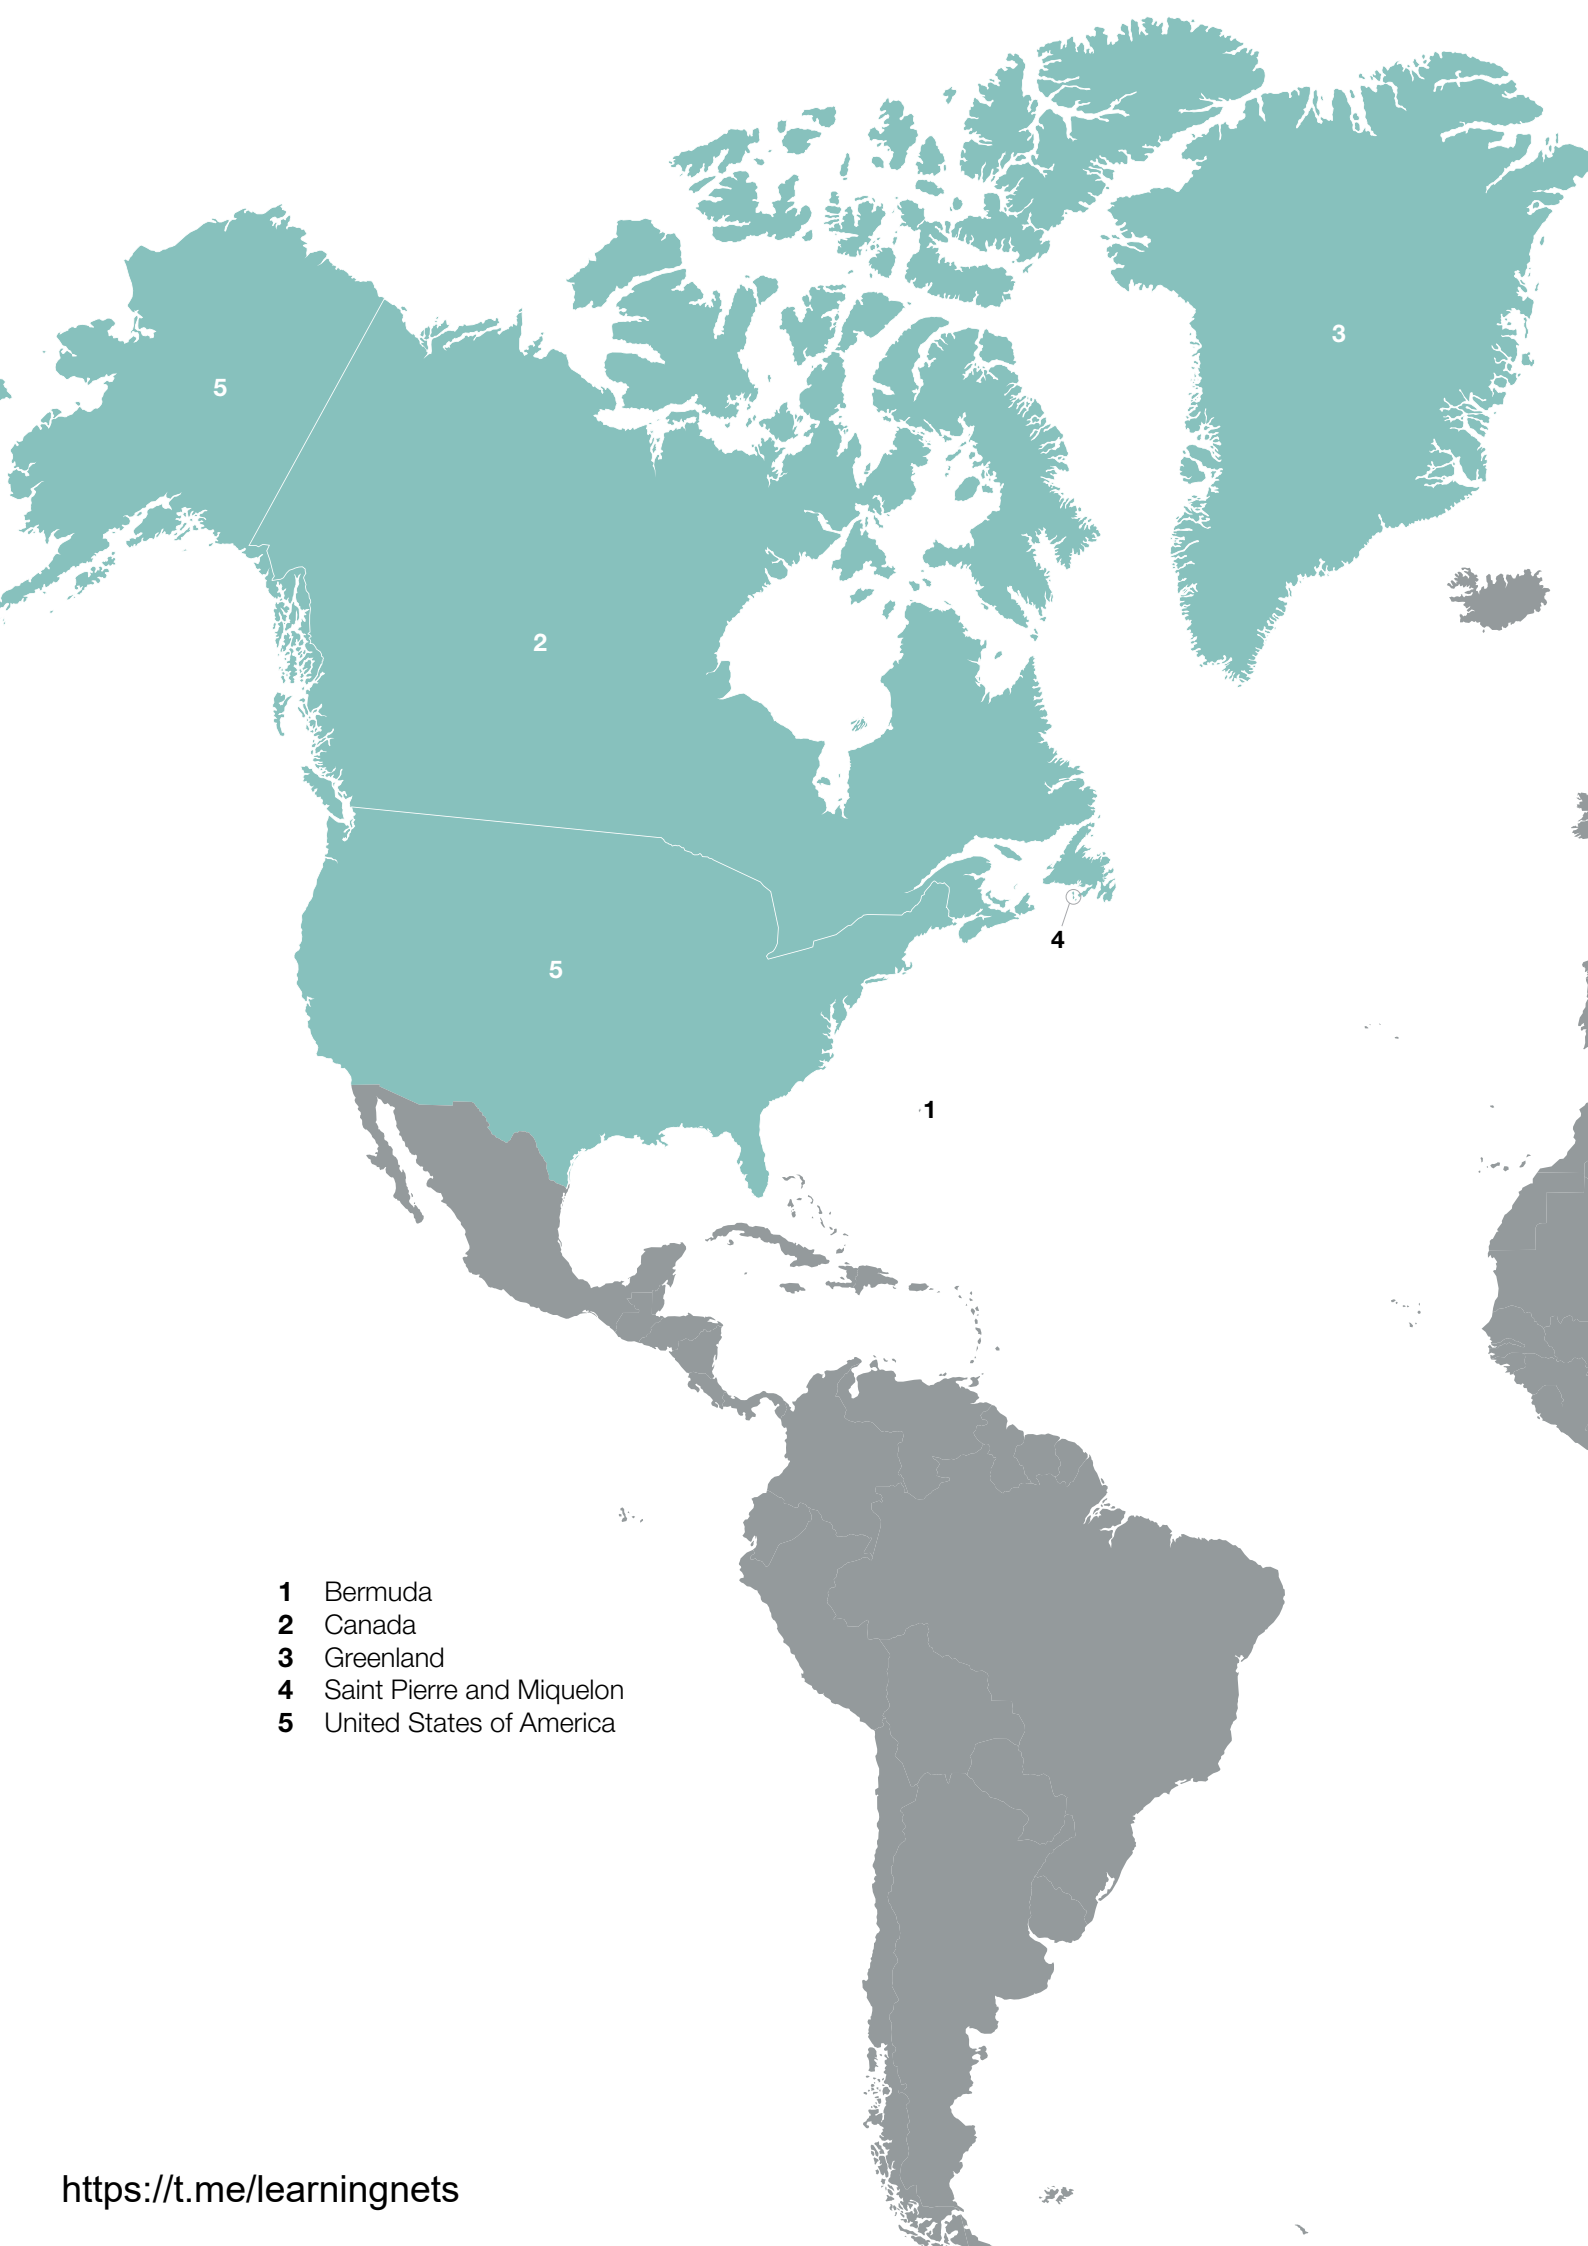 3
5
2
4
5
1
1 Bermuda
2 Canada
3 Greenland
4 Saint Pierre and Miquelon
5 United States of America
https://t.me/learningnets